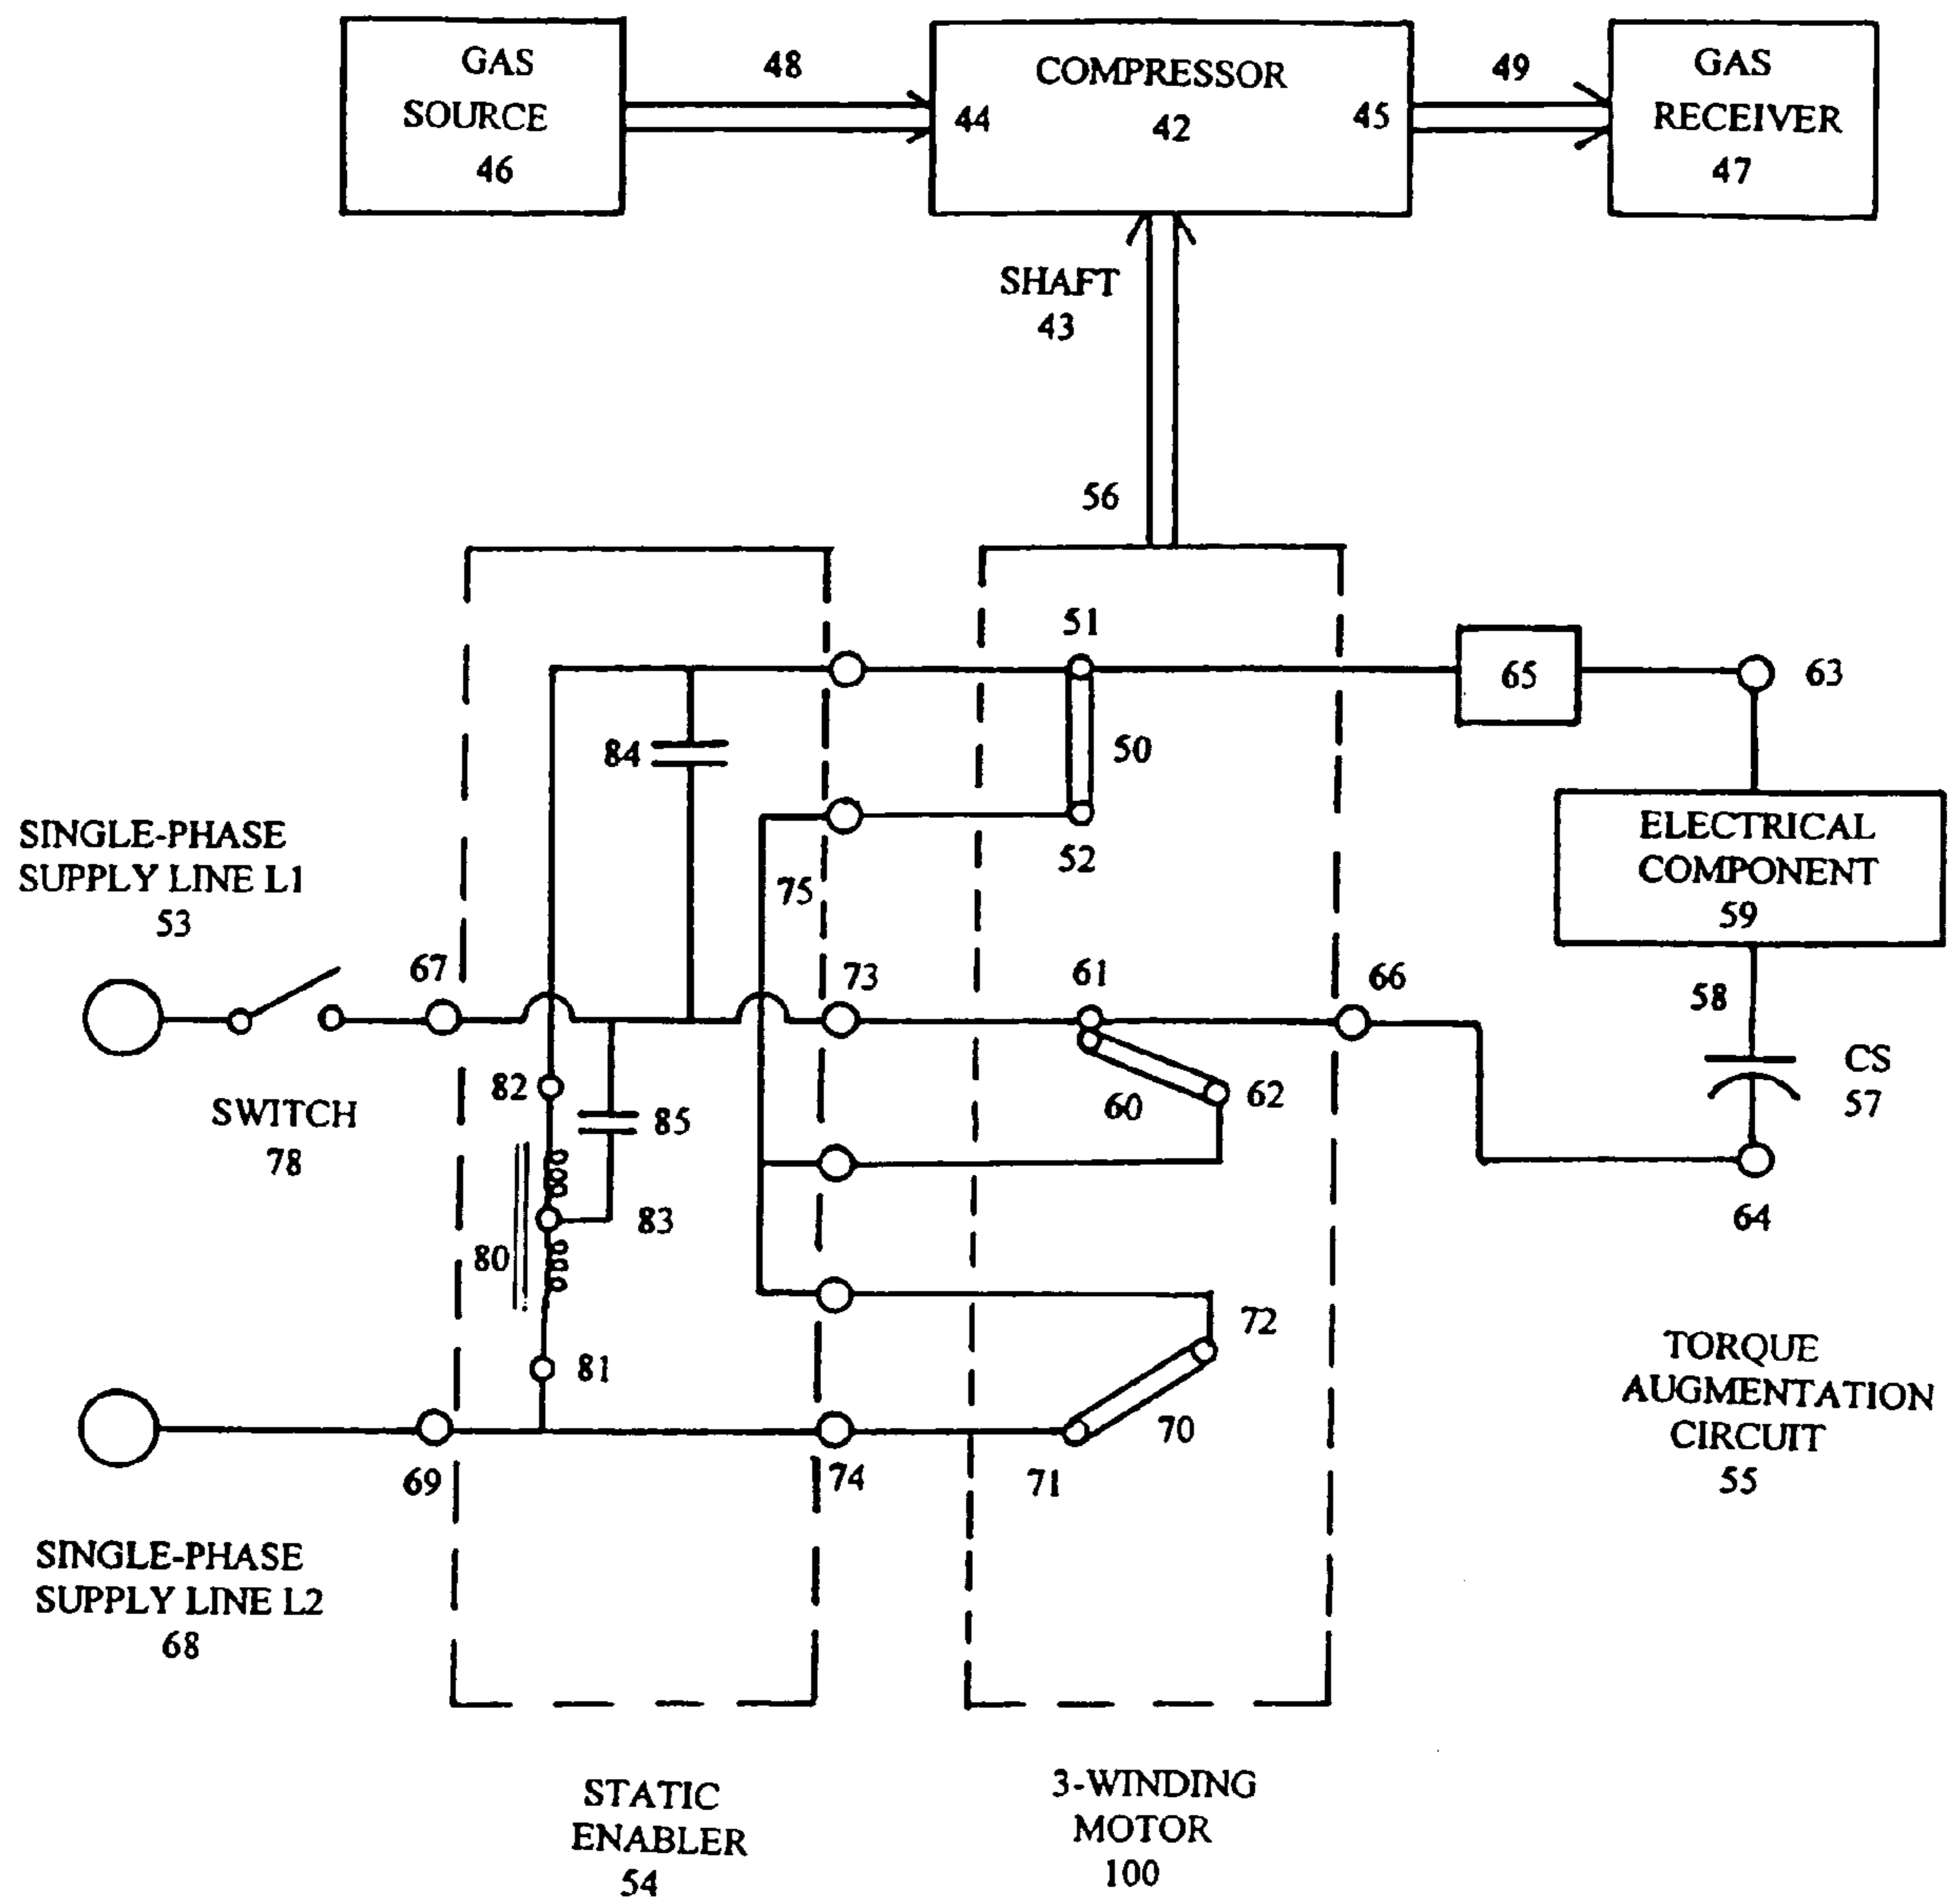 GAS
SOURCE
46
48
44
COMPRESSOR
42
45
49
GAS
RECEIVER
47
SHAFT
43
56
51
65
63
84
50
52
75
ELECTRICAL
COMPONENT
59
SINGLE-PHASE
SUPPLY LINE L1
53
67
73
61
66
58
CS
57
SWITCH
78
82
85
60
62
83
80
64
72
81
70
71
69
74
TORQUE
AUGMENTATION
CIRCUIT
55
SINGLE-PHASE
SUPPLY LINE L2
68
STATIC
ENABLER
54
3-WINDING
MOTOR
100